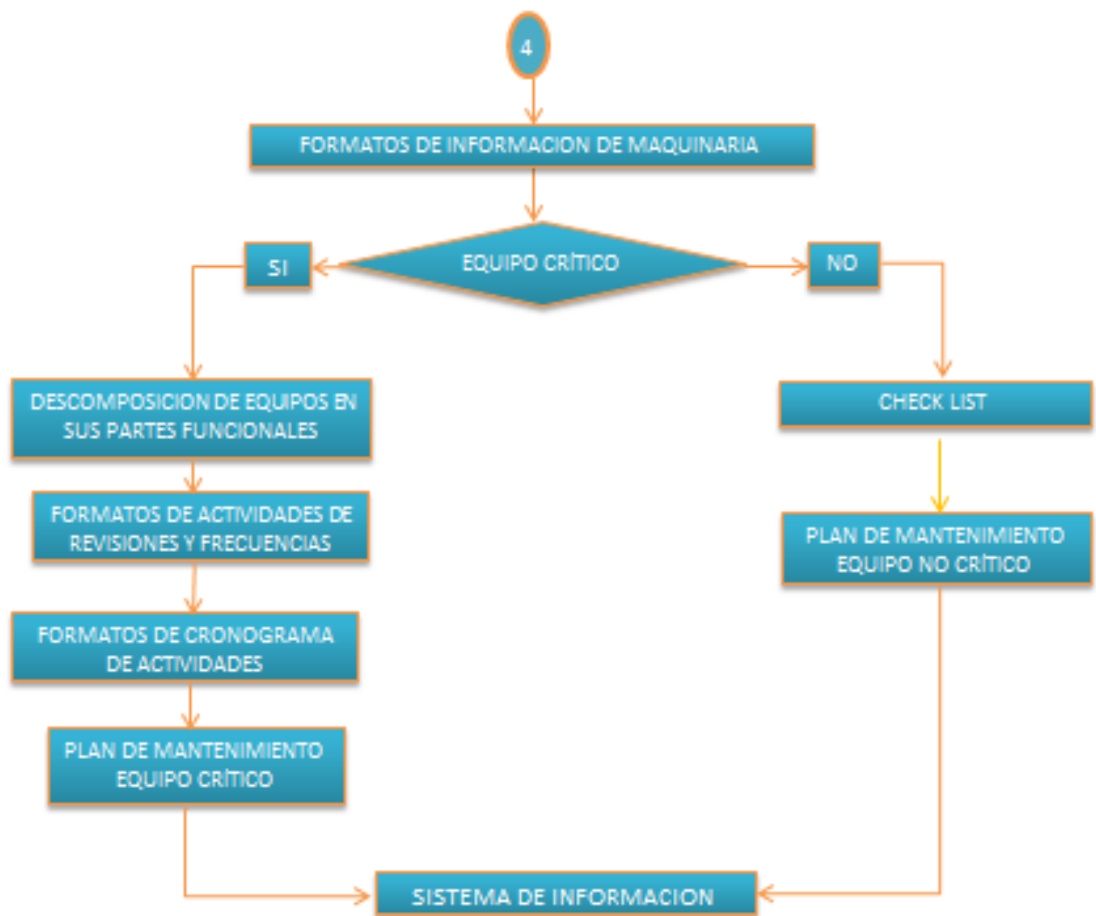 4
FORMATOS DE INFORMACION DE MAQUINARIA
SI
EQUIPO CRÍTICO
NO
DESCOMPOSICION DE EQUIPOS EN
SUS PARTES FUNCIONALES
CHECK LIST
FORMATOS DE ACTIVIDADES DE
REVISIONES Y FRECUENCIAS
PLAN DE MANTENIMIENTO
EQUIPO NO CRÍTICO
FORMATOS DE CRONOGRAMA
DE ACTIVIDADES
PLAN DE MANTENIMIENTO
EQUIPO CRÍTICO
SISTEMA DE INFORMACION